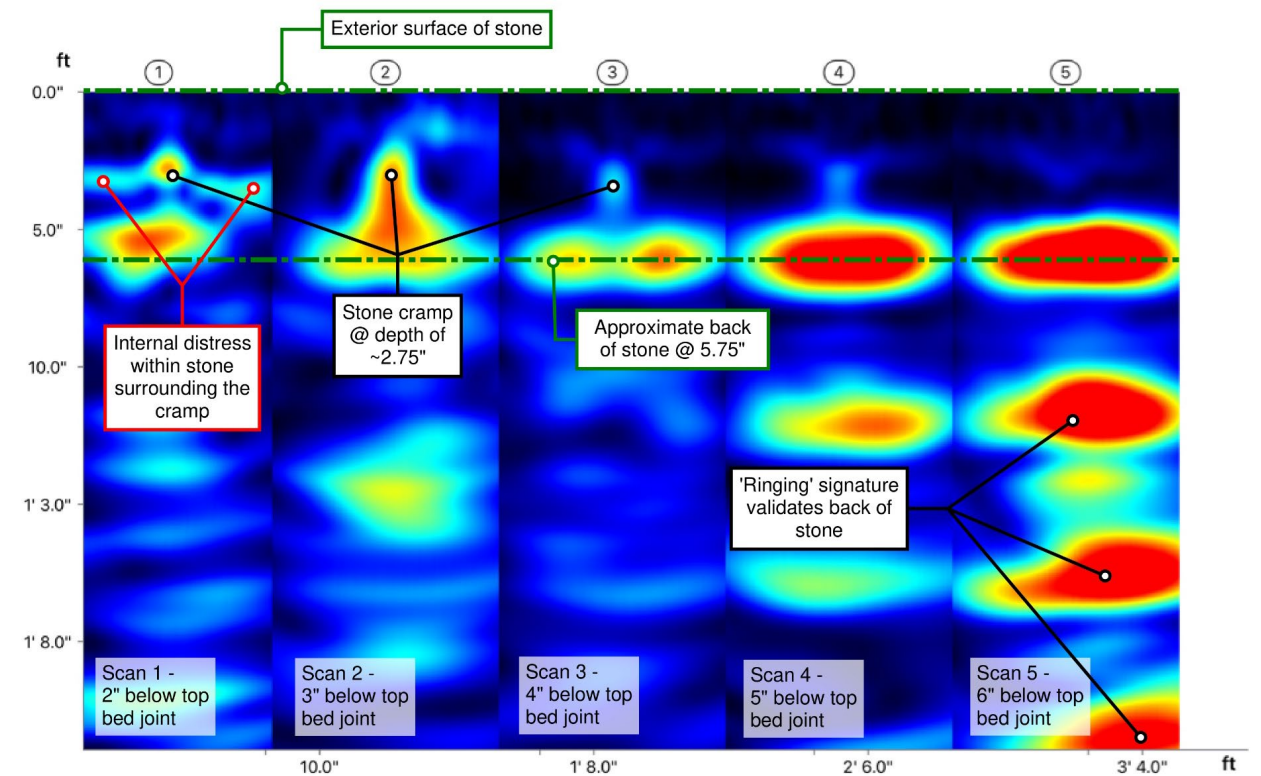 Exterior surface of stone
ft
1
2
3
4
5
0.0"
5.0"
10.0"
1' 3.0"
1' 8.0"
Internal distress
within stone
surrounding the
cramp
Stone cramp
@ depth of
~2.75"
Approximate back
of stone @ 5.75"
'Ringing' signature
validates back of
stone
Scan 1 -
2" below top
bed joint
Scan 2 -
3" below top
bed joint
Scan 3 -
4" below top
bed joint
Scan 4 -
5" below top
bed joint
Scan 5 -
6" below top
bed joint
10.0"
1' 8.0"
2' 6.0"
3' 4.0"
ft